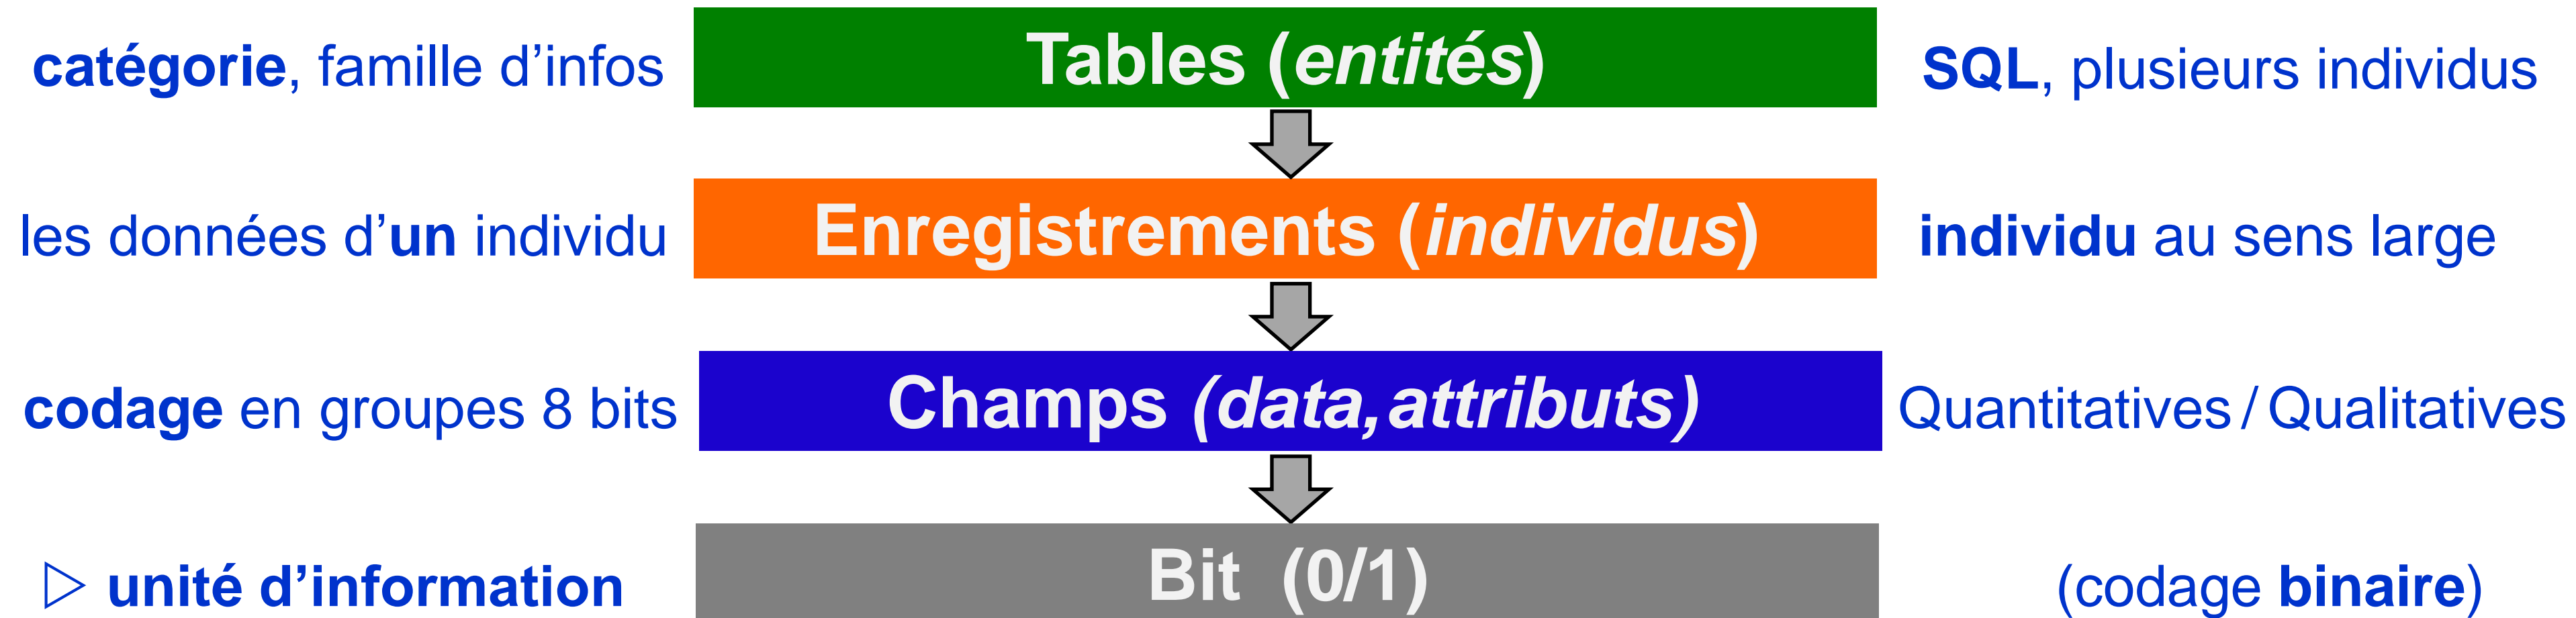 catégorie, famille d’infos
Tables (entités)
SQL, plusieurs individus
les données d’un individu
Enregistrements (individus)
individu au sens large
codage en groupes 8 bits
Champs (data, attributs)
Quantitatives / Qualitatives
▷ unité d’information
Bit (0/1)
(codage binaire)